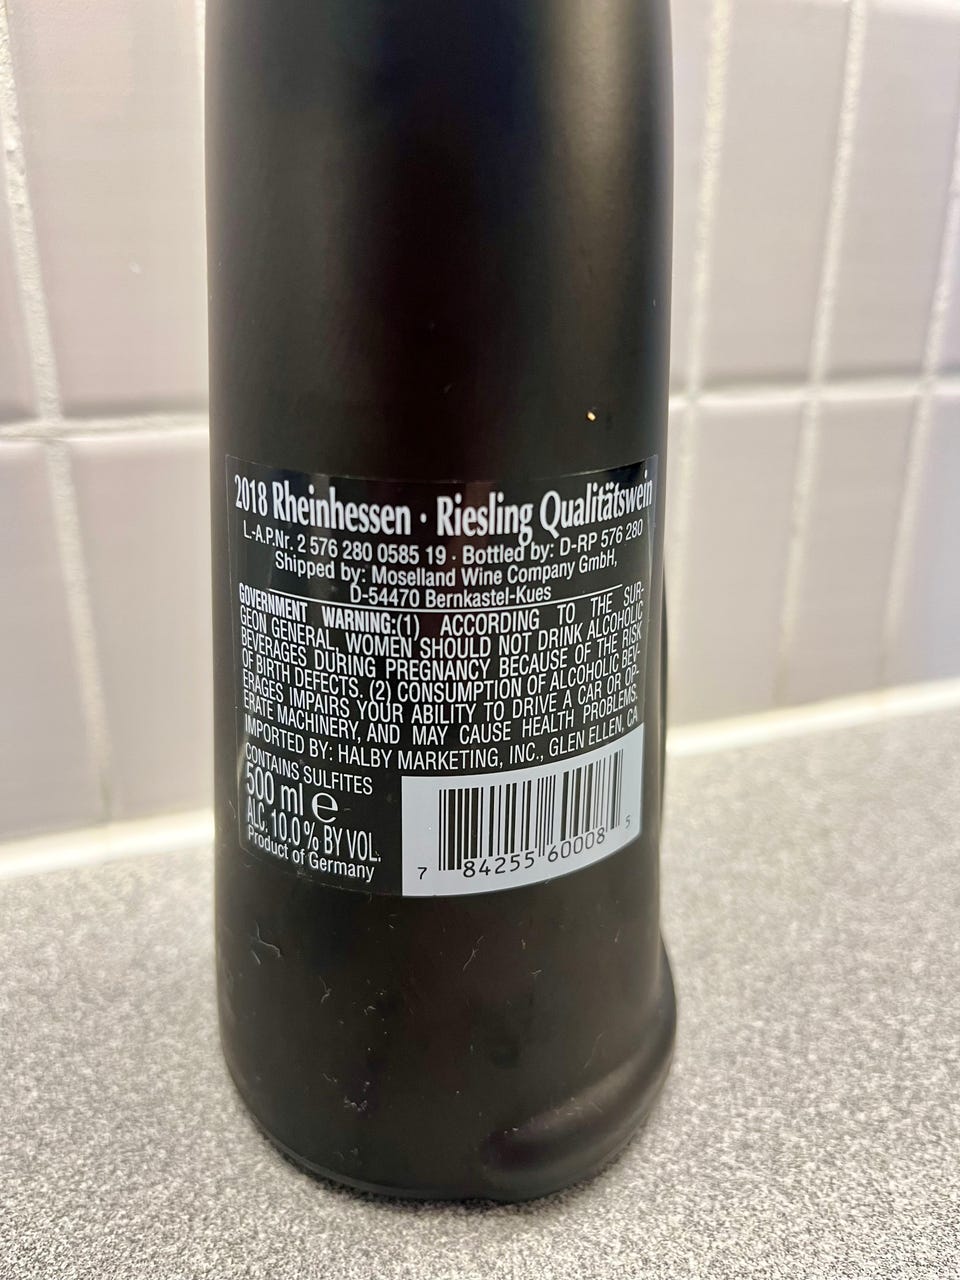 2018 Rheinhessen · Riesling Qualitätswein
L-A.P.Nr. 2 576 280 0585 19 · Bottled by: D-RP 576 280
Shipped by: Moselland Wine Company GmbH,
D-54470 Bernkastel-Kues
GOVERNMENT WARNING:(1) ACCORDING TO THE SUR-
GEON GENERAL, WOMEN SHOULD NOT DRINK ALCOHOLIC
BEVERAGES DURING PREGNANCY BECAUSE OF THE RISK
OF BIRTH DEFECTS. (2) CONSUMPTION OF ALCOHOLIC BEV-
ERAGES IMPAIRS YOUR ABILITY TO DRIVE A CAR OR OP-
ERATE MACHINERY, AND MAY CAUSE HEALTH PROBLEMS.
IMPORTED BY: HALBY MARKETING, INC., GLEN ELLEN, CA
CONTAINS SULFITES
500 ml e
ALC. 10.0% BY VOL.
Product of Germany
7 84255 60008 5